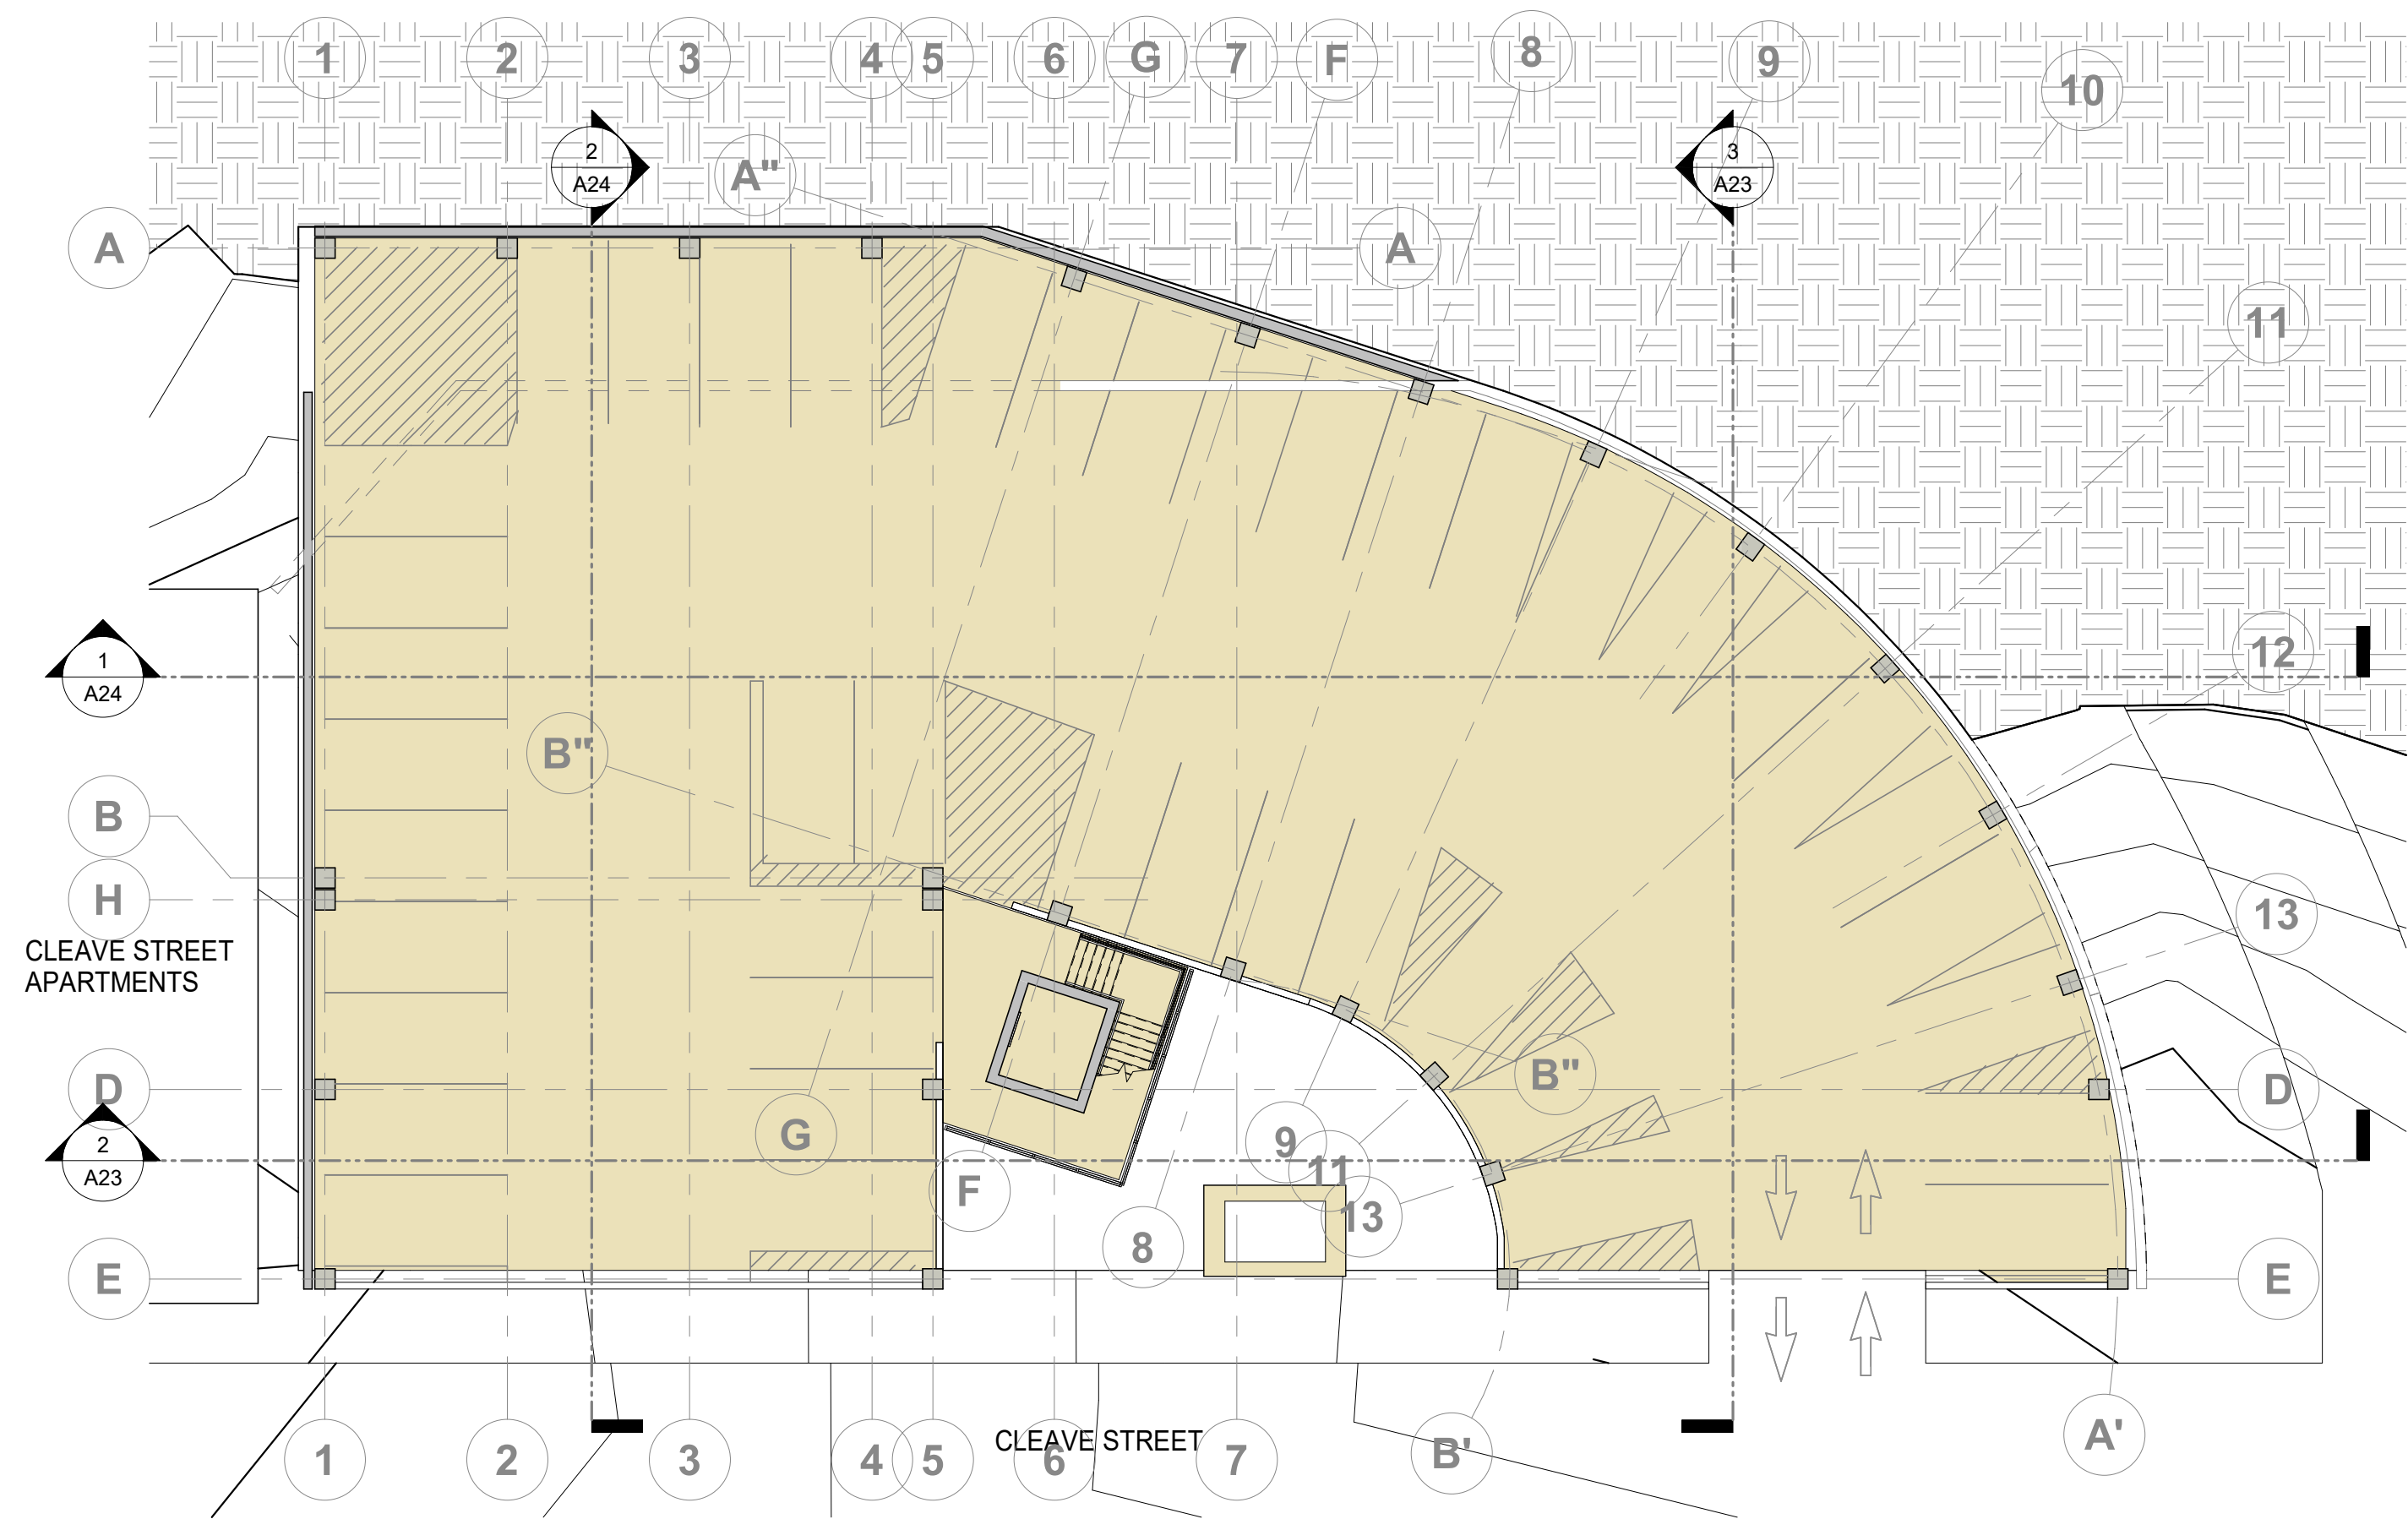 1 2 3 4 5 6 G 7 F 8 9 10
2
A24
3
A23
A"
A A
11
1
A24
12
B"
B
H
13
CLEAVE STREET
APARTMENTS
D B" D
2
A23
G 9
11
F 13
8
E E
A'
CLEAVE STREET
1 2 3 4 5 6 7 B'